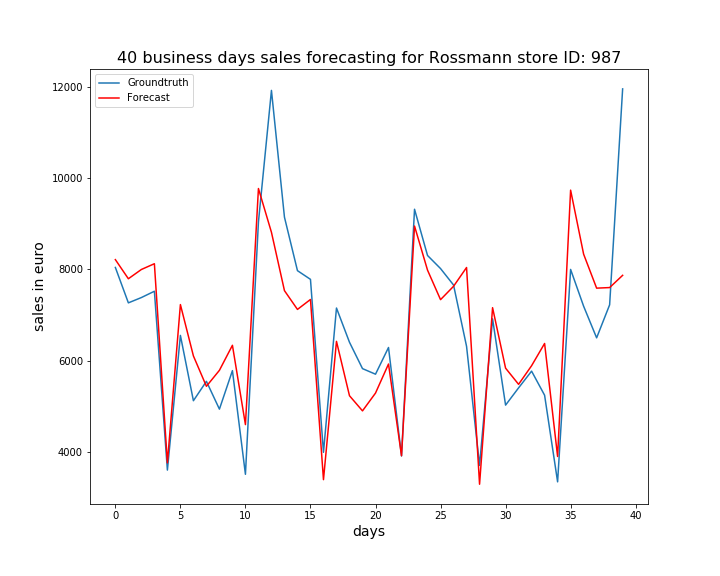 40 business days sales forecasting for Rossmann store ID: 987
Groundtruth
Forecast
12000
10000
8000
6000
4000
sales in euro
0 5 10 15 20 25 30 35 40
days